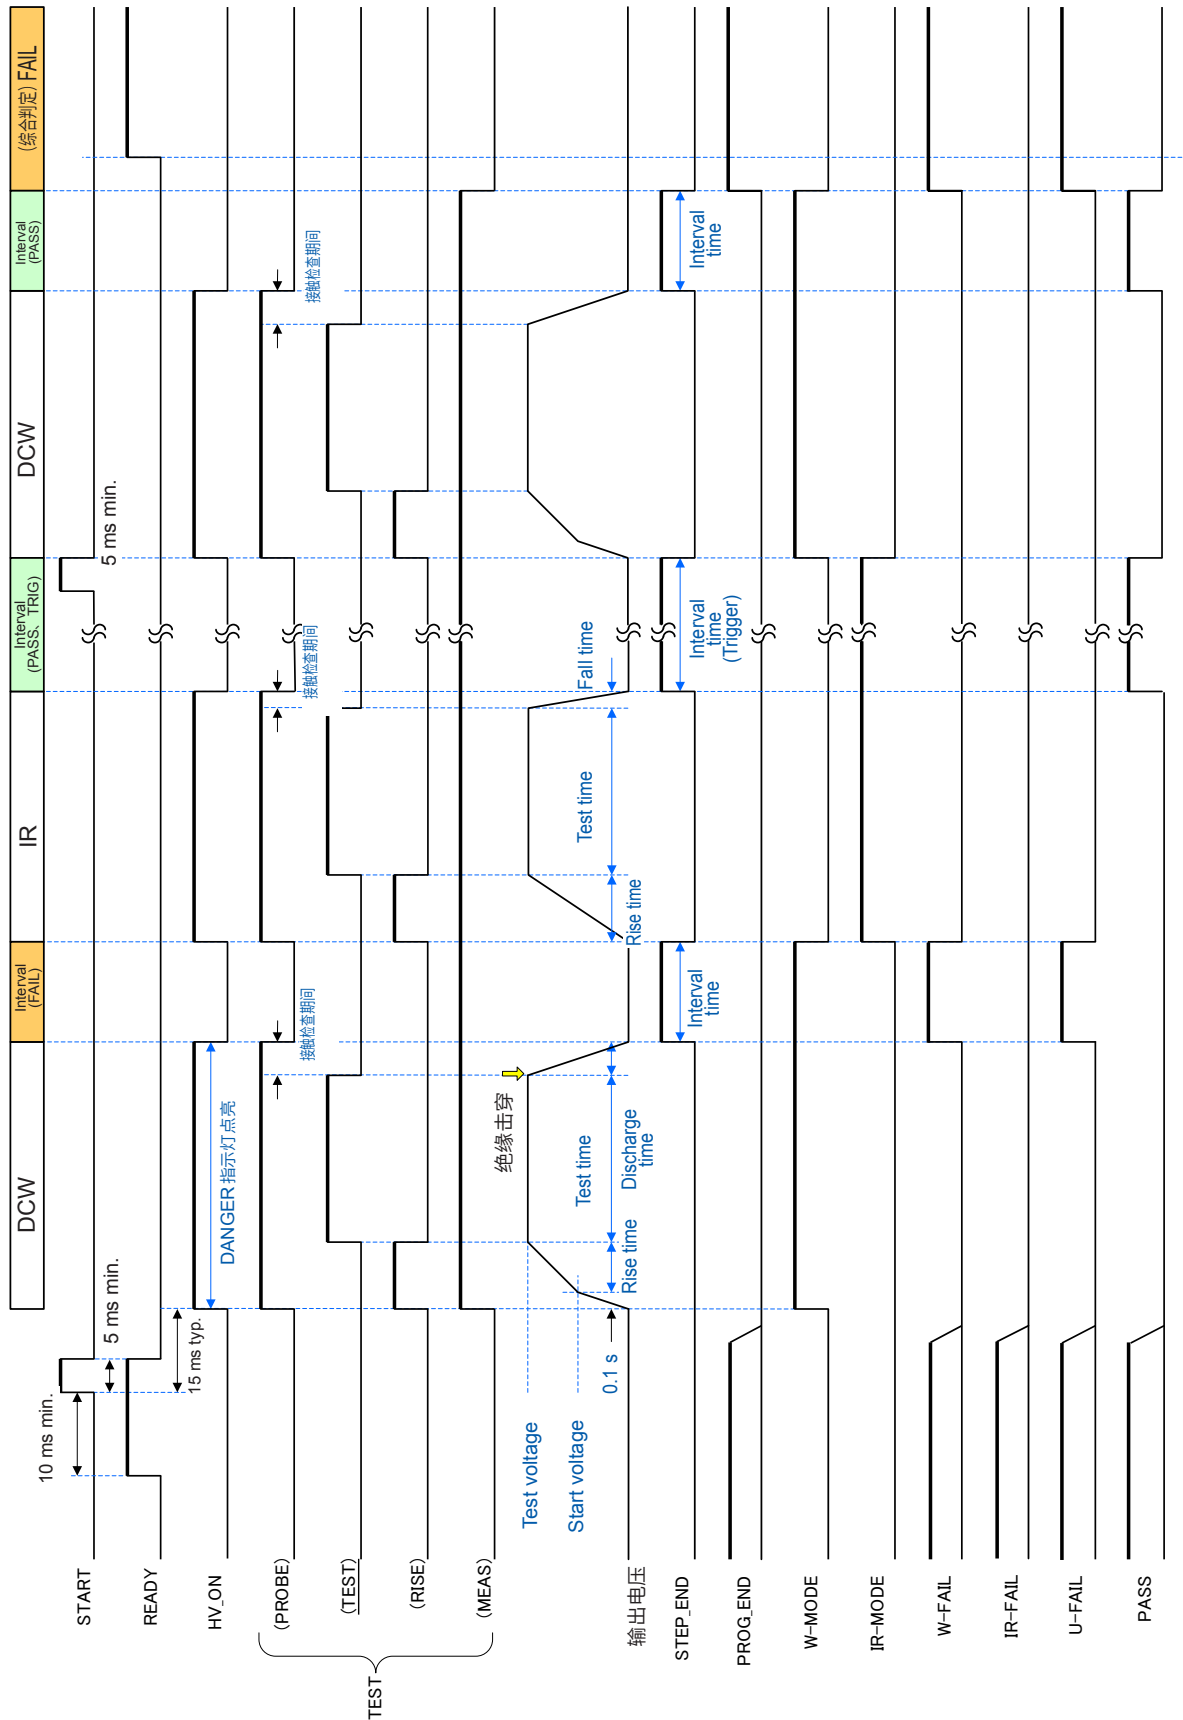 DCW
Interval
(FAIL)
IR
Interval
(PASS、TRIG)
DCW
Interval
(PASS)
(综合判定) FAIL
START
10 ms min.
5 ms min.
5 ms min.
READY
15 ms typ.
HV_ON
DANGER 指示灯点亮
TEST
(PROBE)
接触检查期间
接触检查期间
接触检查期间
(TEST)
(RISE)
(MEAS)
绝缘击穿
Test voltage
Start voltage
0.1 s
Rise time
Test time
Discharge
time
Rise time
Test time
Fall time
输出电压
STEP_END
Interval
time
Interval
time
(Trigger)
Interval
time
PROG_END
W-MODE
IR-MODE
W-FAIL
IR-FAIL
U-FAIL
PASS